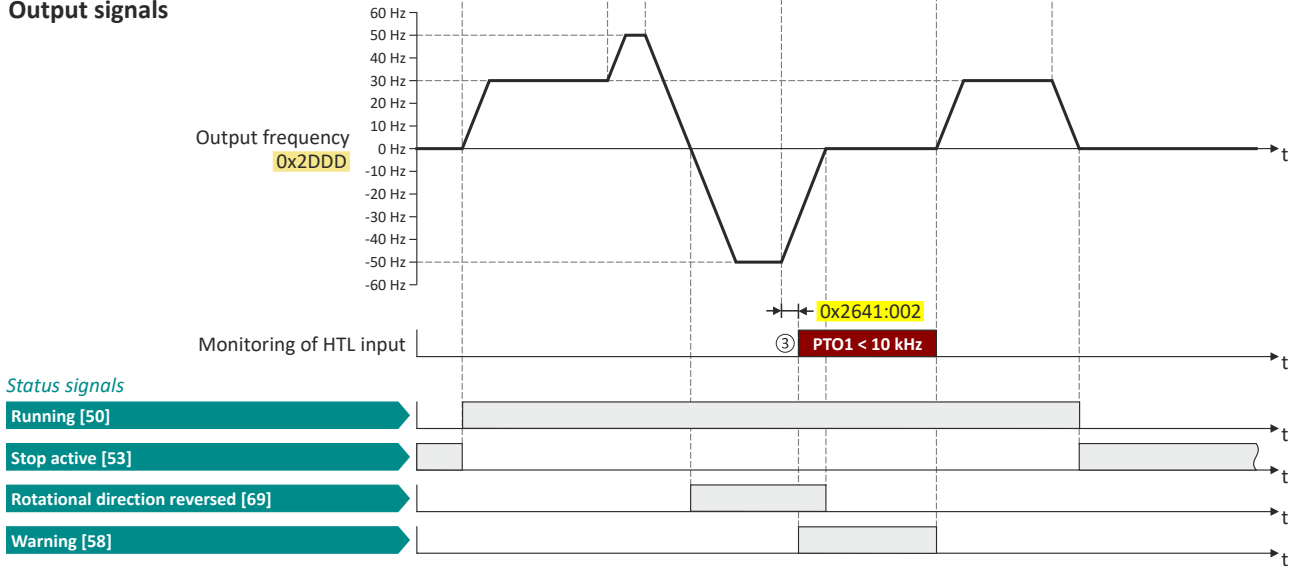 Output signals
60 Hz
50 Hz
40 Hz
30 Hz
20 Hz
10 Hz
0 Hz
-10 Hz
-20 Hz
-30 Hz
-40 Hz
-50 Hz
-60 Hz
Output frequency
0x2DDD
t
0x2641:002
Monitoring of HTL input
③ PTO1 < 10 kHz
t
Status signals
Running [50]
t
Stop active [53]
t
Rotational direction reversed [69]
t
Warning [58]
t